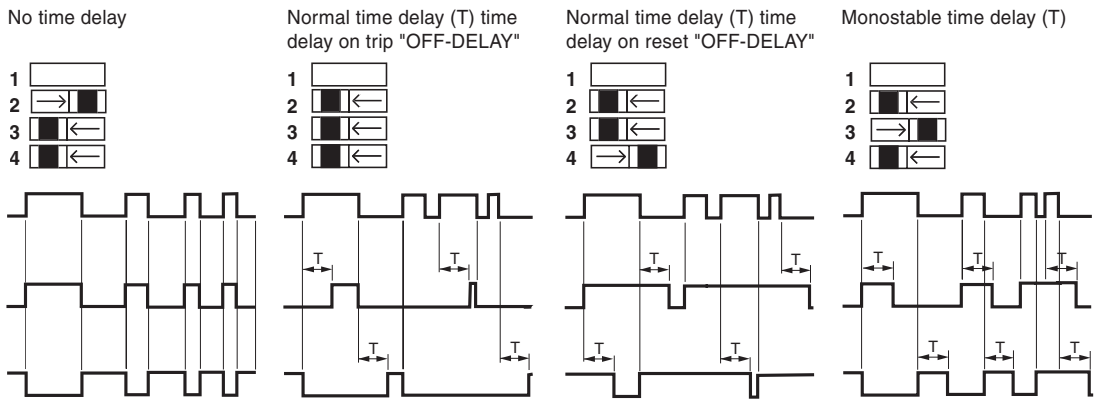 No time delay
1
2
3
4
Normal time delay (T) time
delay on trip "OFF-DELAY"
1
2
3
4
T
T
T
T
Normal time delay (T) time
delay on reset "OFF-DELAY"
1
2
3
4
T
T
T
T
Monostable time delay (T)
1
2
3
4
T
T
T
T
T
T